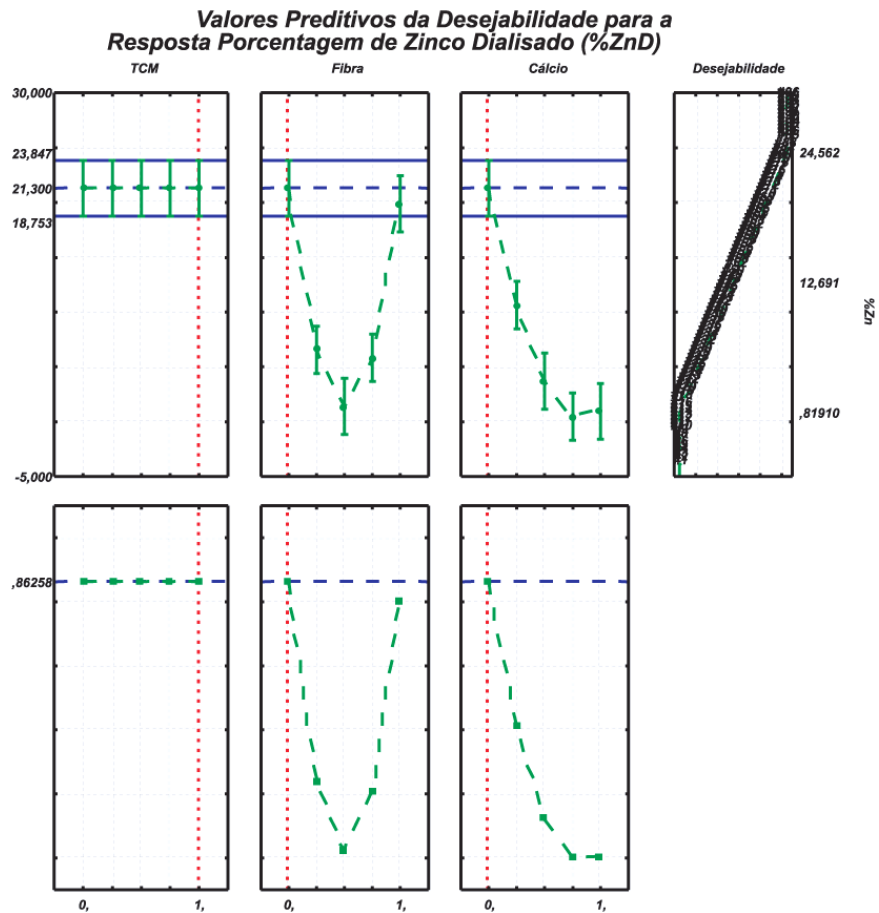 Valores Preditivos da Desejabilidade para a
Resposta Porcentagem de Zinco Dialisado (%ZnD)
TCM Fibra Cálcio Desejabilidade
30,000
23,847
21,300
18,753
-5,000
24,562
12,691
,81910
%Zn
,86258
0, 1, 0, 1, 0, 1,